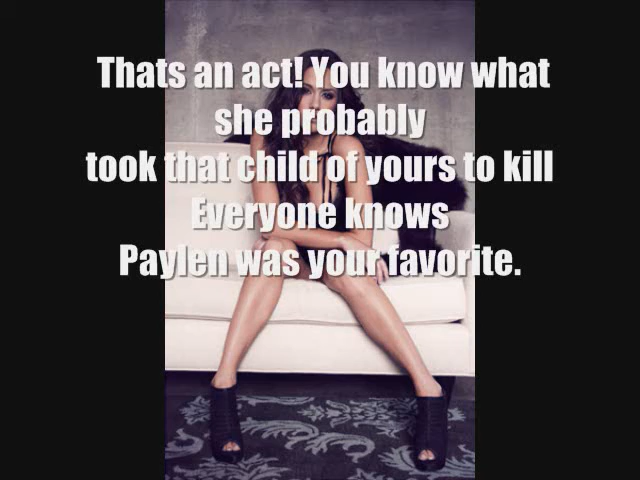 Thats an act! You know what
she probably
took that child of yours to kill
Everyone knows
Paylen was your favorite.